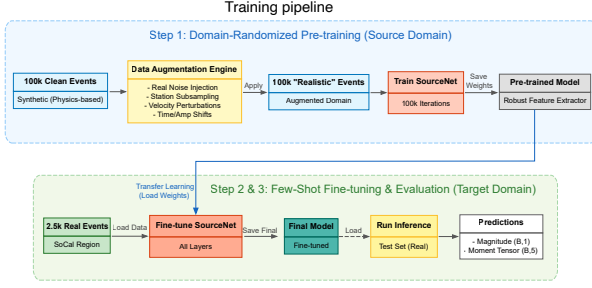 Training pipeline
Step 1: Domain-Randomized Pre-training (Source Domain)
100k Clean Events
Synthetic (Physics-based)
Data Augmentation Engine
- Real Noise Injection
- Station Subsampling
- Velocity Perturbations
- Time/Amp Shifts
Apply
100k "Realistic" Events
Augmented Domain
Train SourceNet
100k Iterations
Save
Weights
Pre-trained Model
Robust Feature Extractor
Transfer Learning
(Load Weights)
Step 2 & 3: Few-Shot Fine-tuning & Evaluation (Target Domain)
2.5k Real Events
SoCal Region
Load Data
Fine-tune SourceNet
All Layers
Save Final
Final Model
Fine-tuned
Load
Run Inference
Test Set (Real)
Predictions
- Magnitude (B,1)
- Moment Tensor (B,5)